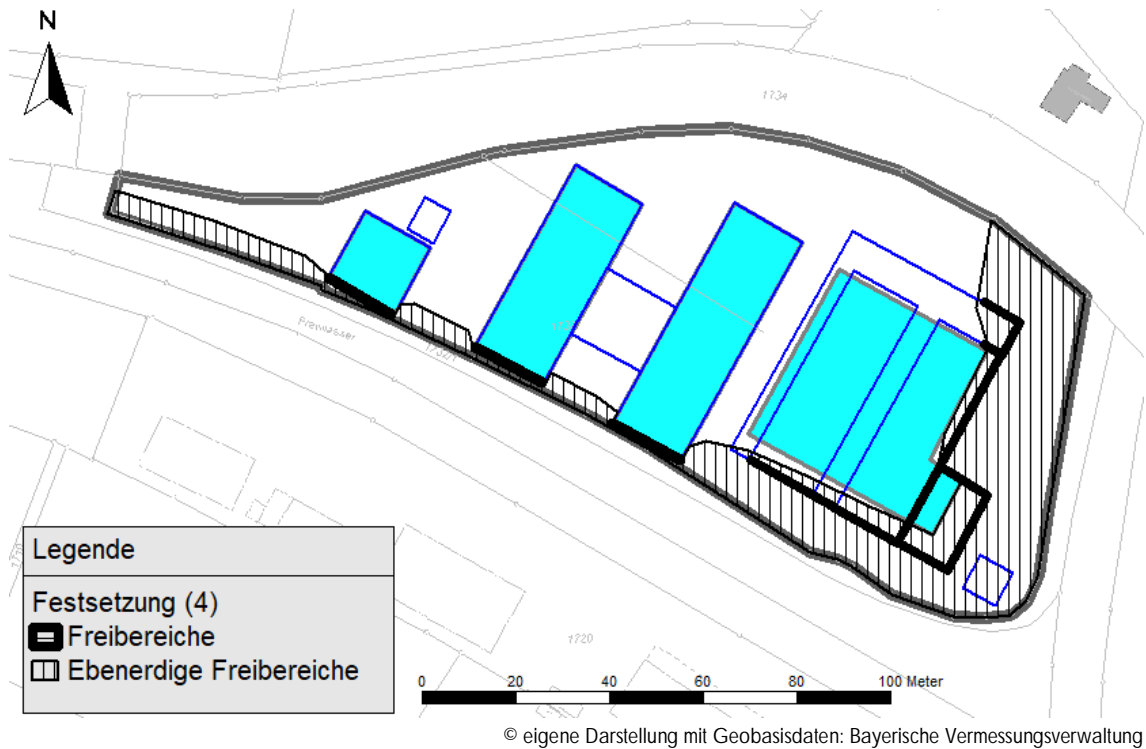 N
1734
Freiwasser
1720
Legende
Festsetzung (4)
Freibereiche
Ebenerdige Freibereiche
0 20 40 60 80 100 Meter
© eigene Darstellung mit Geobasisdaten: Bayerische Vermessungsverwaltung